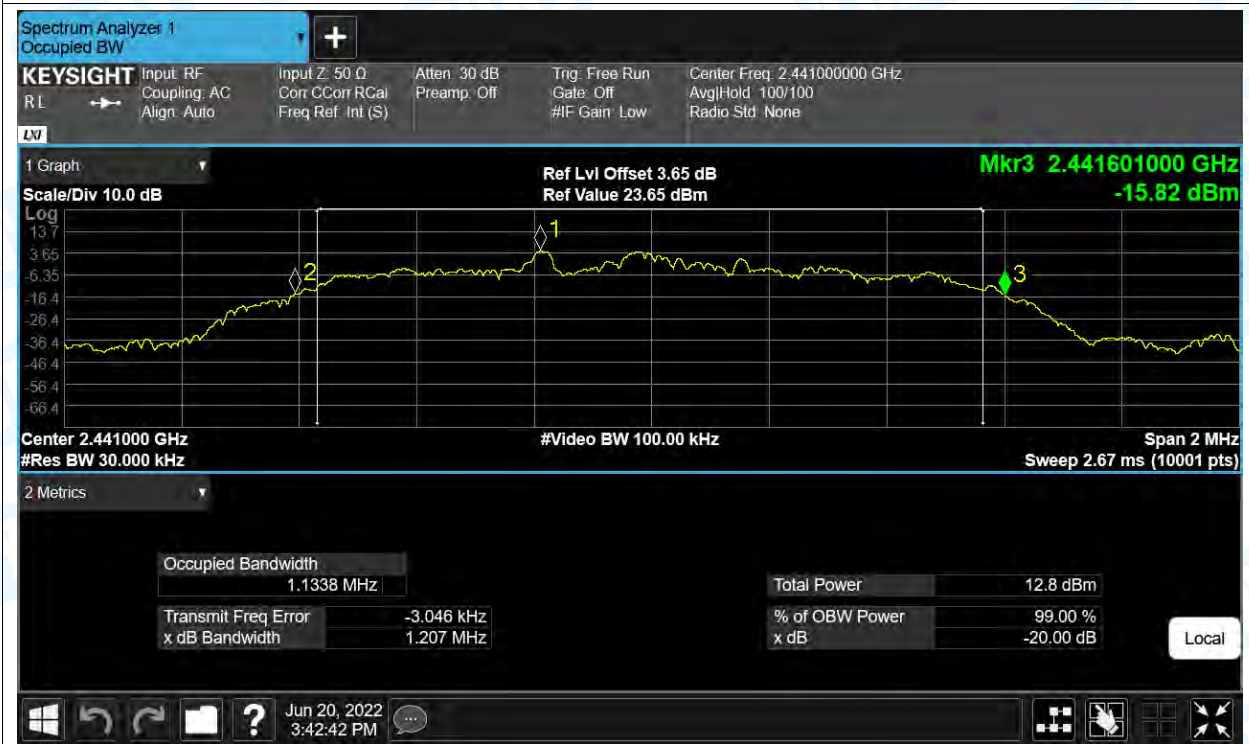 Spectrum Analyzer 1
Occupied BW
+
KEYSIGHT Input: RF Input Z: 50 Ω Atten: 30 dB Trig: Free Run Center Freq: 2.441000000 GHz
R L Coupling: AC Corr CCorr RCal Preamp: Off Gate: Off Avg|Hold: 100/100
Align: Auto Freq Ref: Int (S) #IF Gain: Low Radio Std: None
LXI
1 Graph
Ref Lvl Offset 3.65 dB
Mkr3 2.441601000 GHz
Scale/Div 10.0 dB Ref Value 23.65 dBm -15.82 dBm
Log
13.7
3.65
-6.35
-16.4
-26.4
-36.4
-46.4
-56.4
-66.4
1
2
3
Center 2.441000 GHz #Video BW 100.00 kHz Span 2 MHz
#Res BW 30.000 kHz Sweep 2.67 ms (10001 pts)
2 Metrics
Occupied Bandwidth
1.1338 MHz Total Power 12.8 dBm
Transmit Freq Error -3.046 kHz % of OBW Power 99.00 %
x dB Bandwidth 1.207 MHz x dB -20.00 dB
Local
? Jun 20, 2022
3:42:42 PM